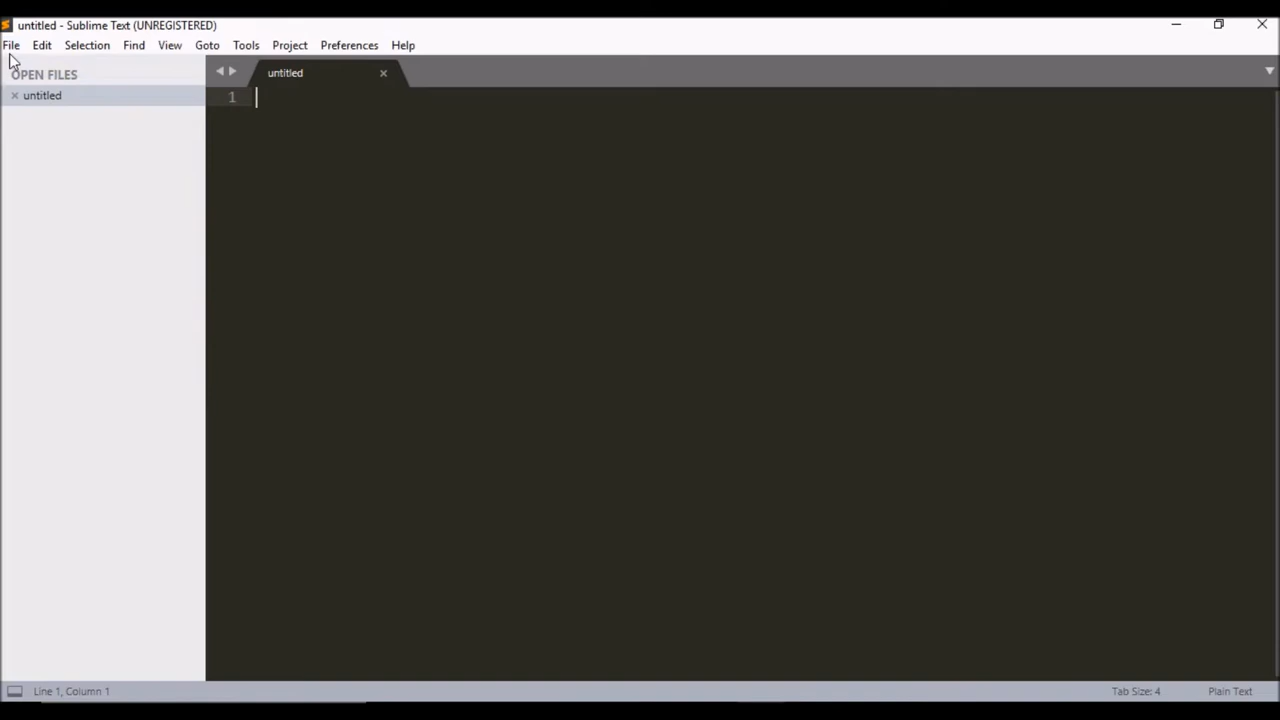 untitled - Sublime Text (UNREGISTERED)
File Edit Selection Find View Goto Tools Project Preferences Help
OPEN FILES
untitled
untitled
1
Line 1, Column 1
Tab Size: 4
Plain Text